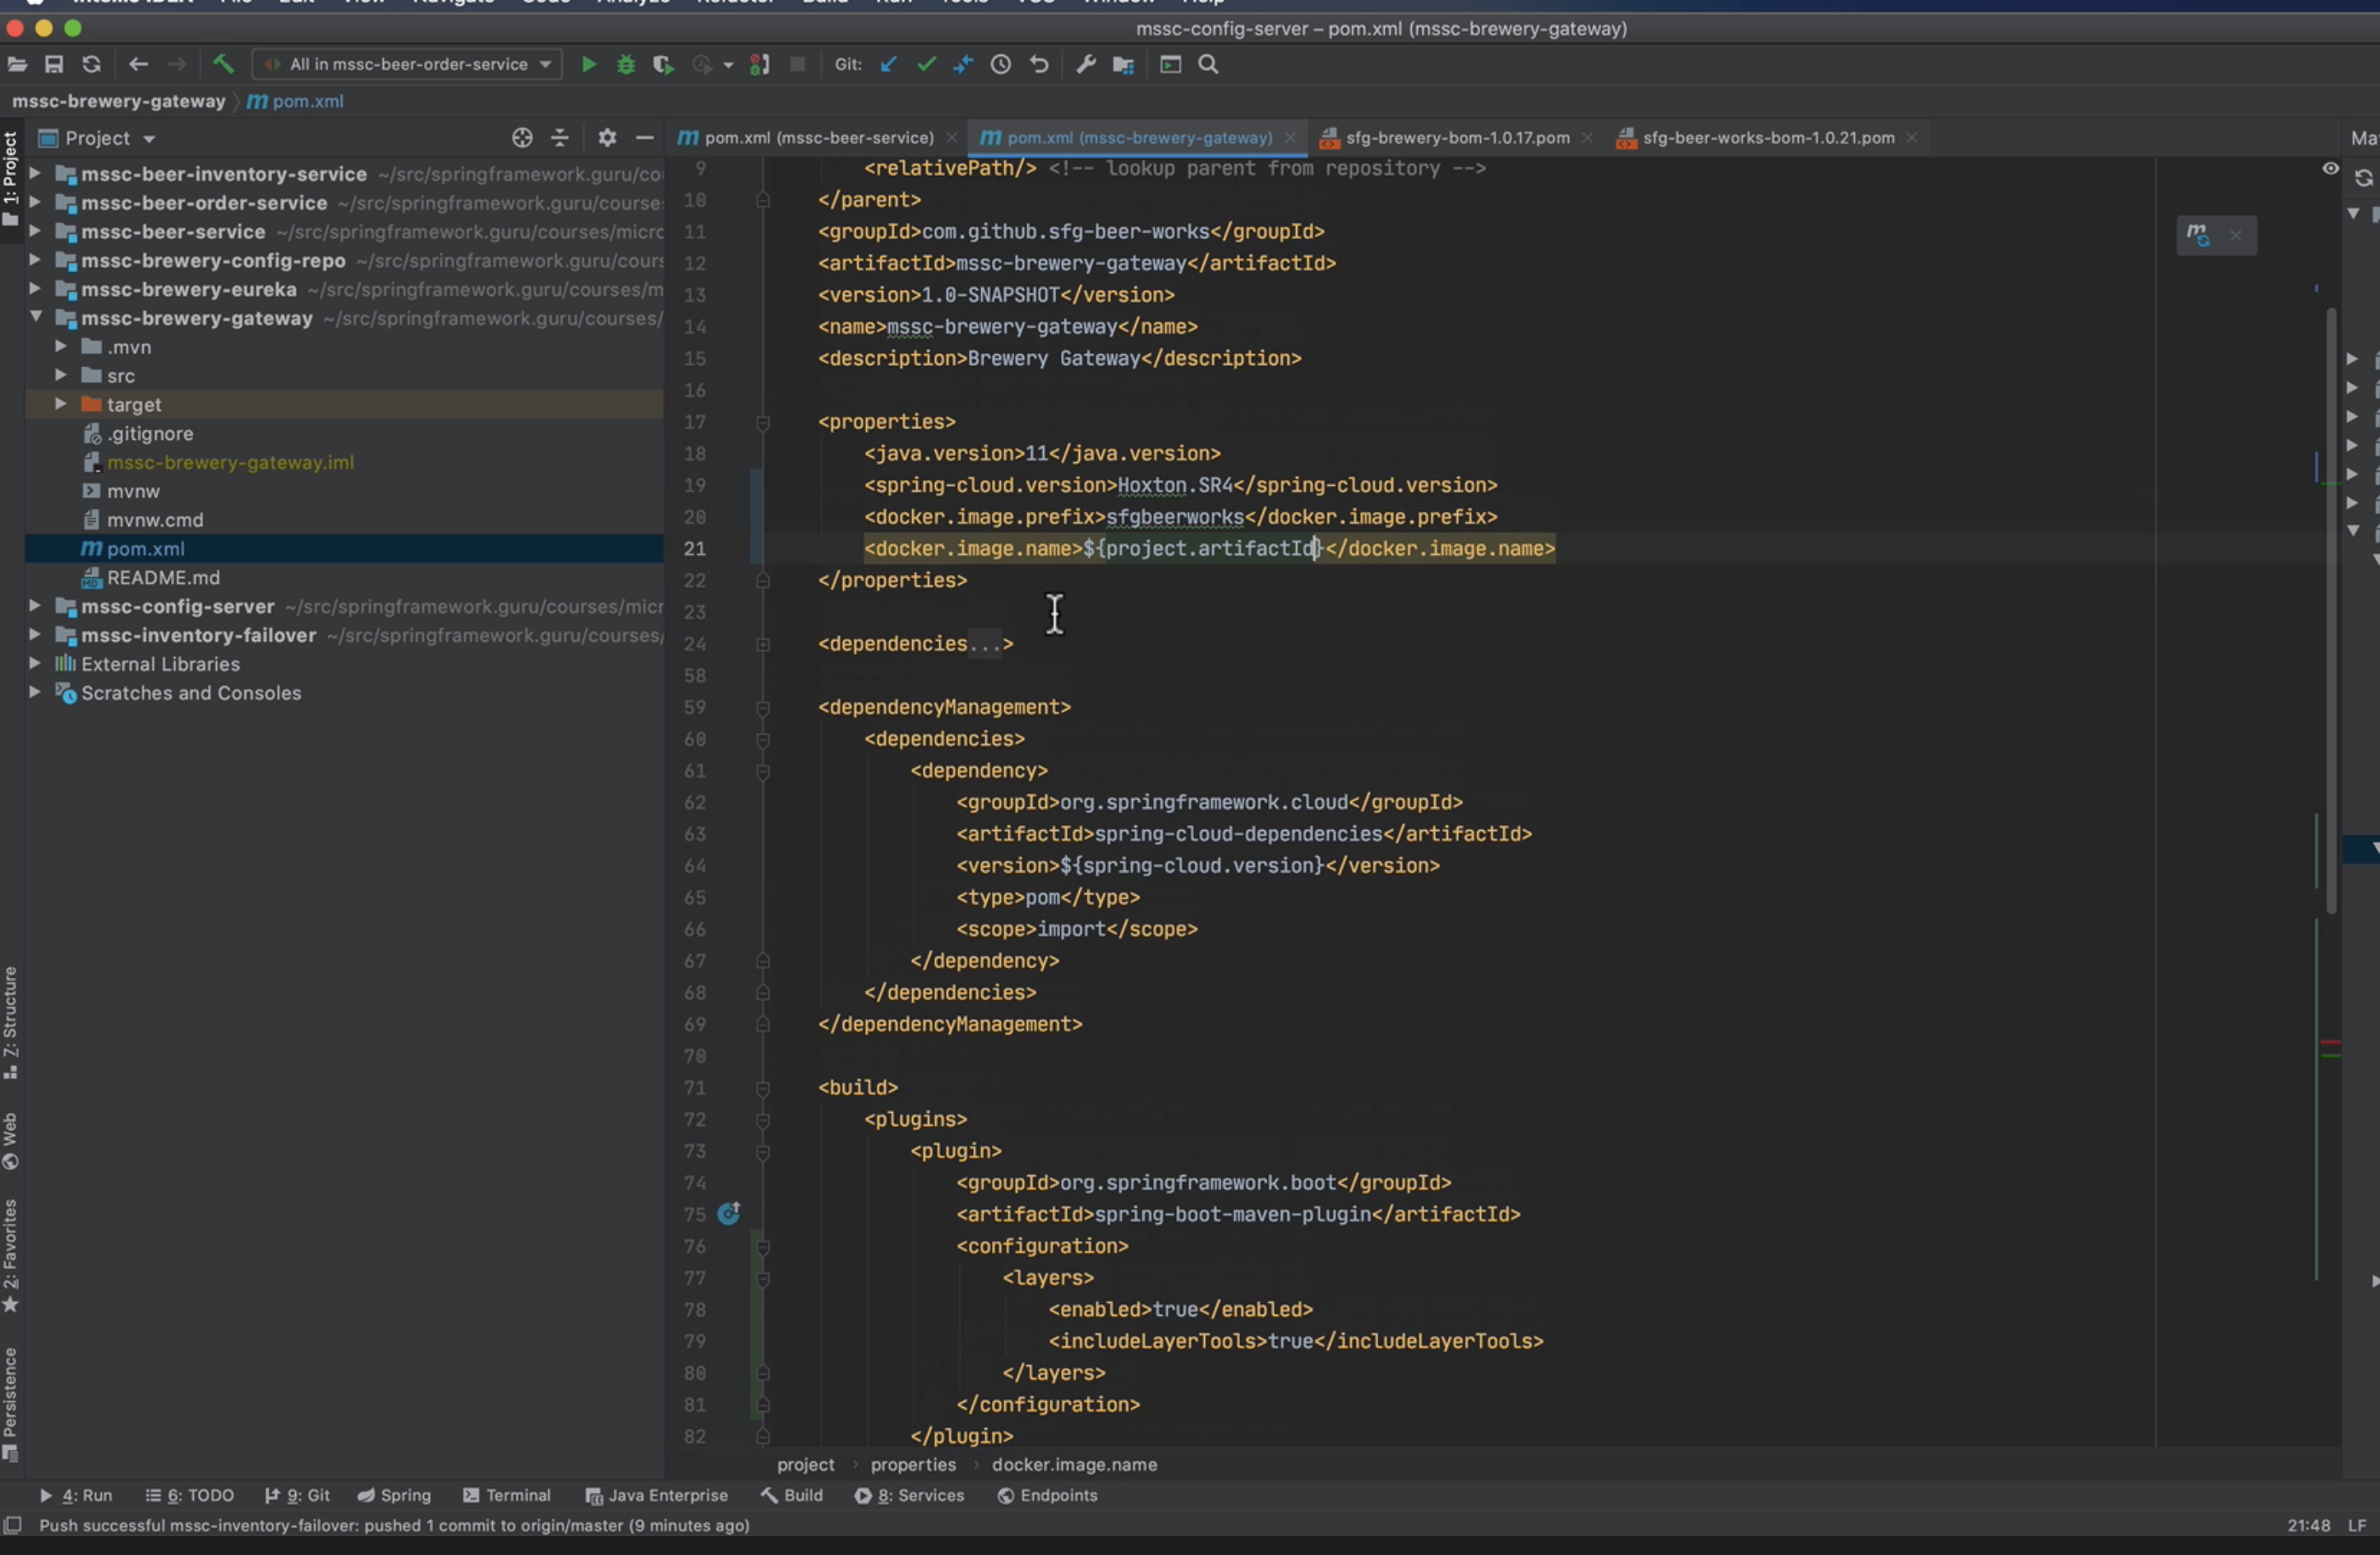 mssc-config-server – pom.xml (mssc-brewery-gateway)
All in mssc-beer-order-service
Git:
mssc-brewery-gateway
pom.xml
Project
pom.xml (mssc-beer-service)
pom.xml (mssc-brewery-gateway)
sfg-brewery-bom-1.0.17.pom
sfg-beer-works-bom-1.0.21.pom
Ma
1: Project
mssc-beer-inventory-service ~/src/springframework.guru/cou
mssc-beer-order-service ~/src/springframework.guru/course
mssc-beer-service ~/src/springframework.guru/courses/micro
mssc-brewery-config-repo ~/src/springframework.guru/cours
mssc-brewery-eureka ~/src/springframework.guru/courses/m
mssc-brewery-gateway ~/src/springframework.guru/courses/
.mvn
src
target
.gitignore
mssc-brewery-gateway.iml
mvnw
mvnw.cmd
pom.xml
README.md
mssc-config-server ~/src/springframework.guru/courses/micr
mssc-inventory-failover ~/src/springframework.guru/courses/
External Libraries
Scratches and Consoles
Z: Structure
Web
2: Favorites
Persistence
9 <relativePath/> <!-- lookup parent from repository -->
10 </parent>
11 <groupId>com.github.sfg-beer-works</groupId>
12 <artifactId>mssc-brewery-gateway</artifactId>
13 <version>1.0-SNAPSHOT</version>
14 <name>mssc-brewery-gateway</name>
15 <description>Brewery Gateway</description>
16
17 <properties>
18 <java.version>11</java.version>
19 <spring-cloud.version>Hoxton.SR4</spring-cloud.version>
20 <docker.image.prefix>sfgbeerworks</docker.image.prefix>
21 <docker.image.name>${project.artifactId}</docker.image.name>
22 </properties>
23
24 <dependencies...>
58
59 <dependencyManagement>
60 <dependencies>
61 <dependency>
62 <groupId>org.springframework.cloud</groupId>
63 <artifactId>spring-cloud-dependencies</artifactId>
64 <version>${spring-cloud.version}</version>
65 <type>pom</type>
66 <scope>import</scope>
67 </dependency>
68 </dependencies>
69 </dependencyManagement>
70
71 <build>
72 <plugins>
73 <plugin>
74 <groupId>org.springframework.boot</groupId>
75 <artifactId>spring-boot-maven-plugin</artifactId>
76 <configuration>
77 <layers>
78 <enabled>true</enabled>
79 <includeLayerTools>true</includeLayerTools>
80 </layers>
81 </configuration>
82 </plugin>
project › properties › docker.image.name
4: Run
6: TODO
9: Git
Spring
Terminal
Java Enterprise
Build
8: Services
Endpoints
Push successful mssc-inventory-failover: pushed 1 commit to origin/master (9 minutes ago)
21:48 LF